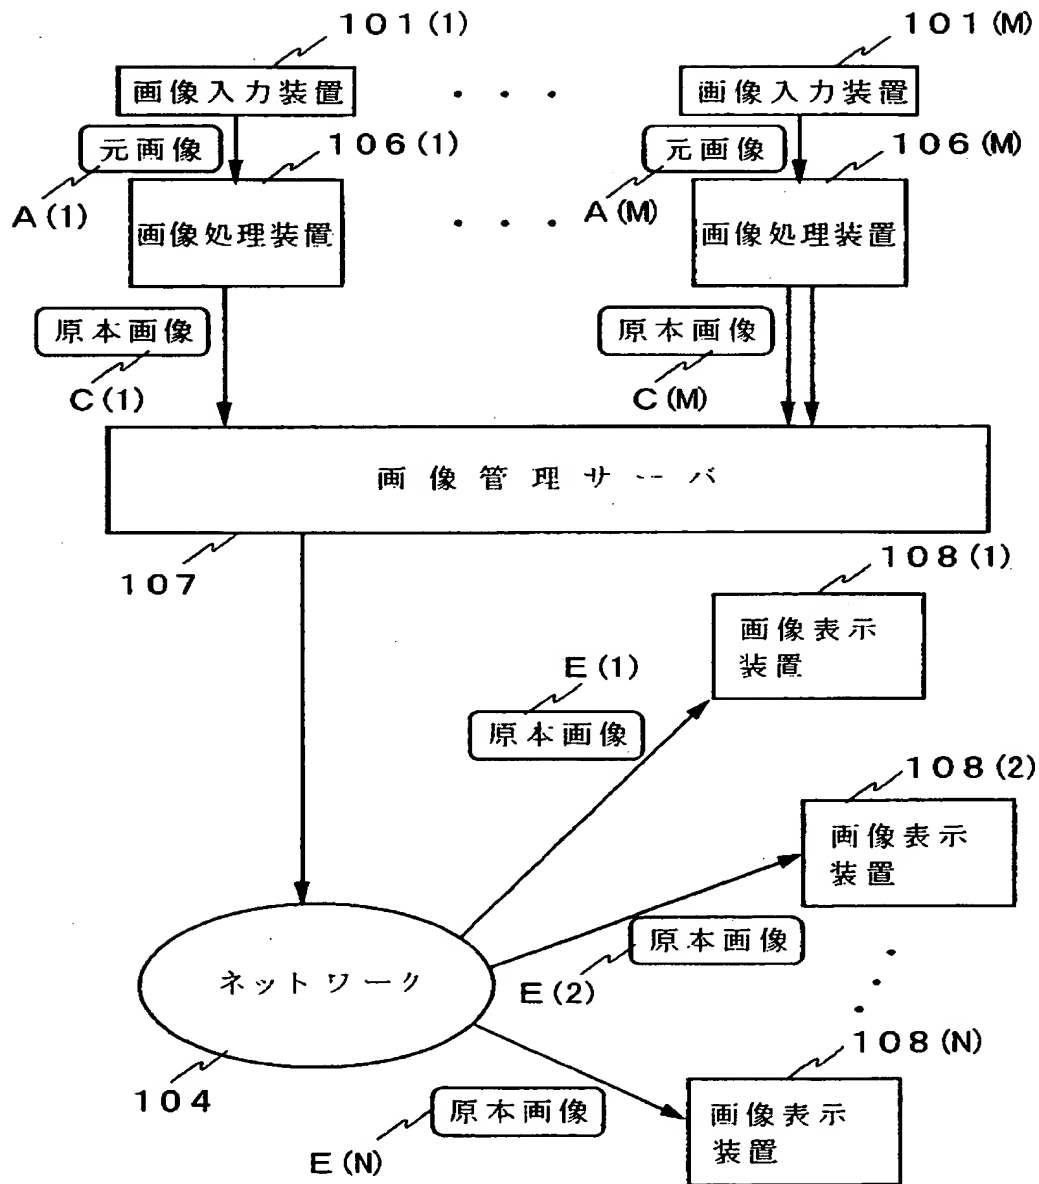 101(1)
101(M)
画像入力装置
画像入力装置
元画像
106(1)
元画像
106(M)
A(1)
A(M)
画像処理装置
画像処理装置
原本画像
原本画像
C(1)
C(M)
画像管理サーバ
107
108(1)
画像表示
装置
E(1)
原本画像
108(2)
画像表示
装置
原本画像
E(2)
ネットワーク
108(N)
104
画像表示
装置
原本画像
E(N)